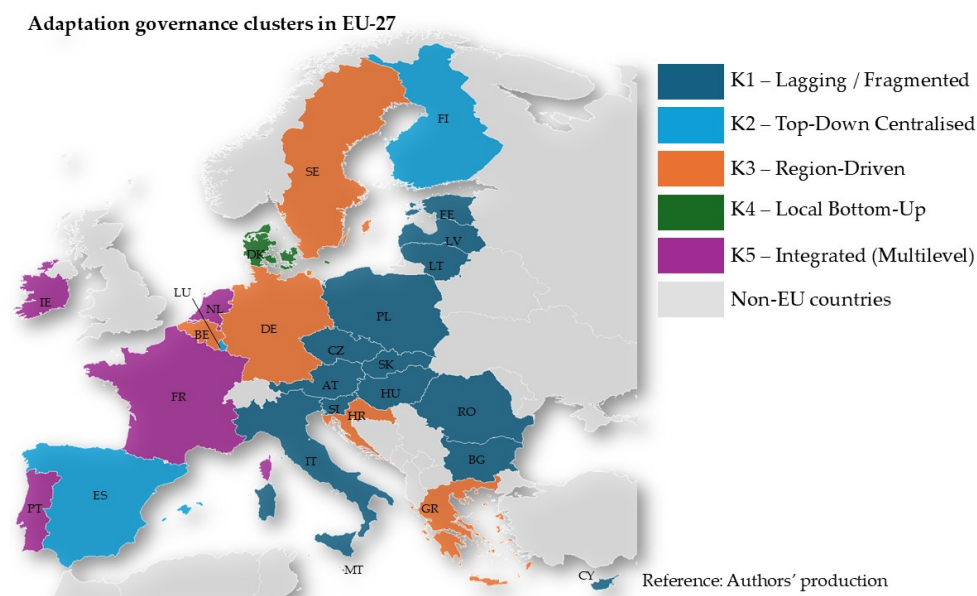 Adaptation governance clusters in EU-27
K1 – Lagging / Fragmented
K2 – Top-Down Centralised
K3 – Region-Driven
K4 – Local Bottom-Up
K5 – Integrated (Multilevel)
Non-EU countries
FI
SE
EE
LV
LT
DK
IE
LU
NL
BE
DE
PL
CZ
SK
AT
HU
FR
SI
HR
RO
IT
BG
ES
PT
GR
MT
CY
Reference: Authors’ production